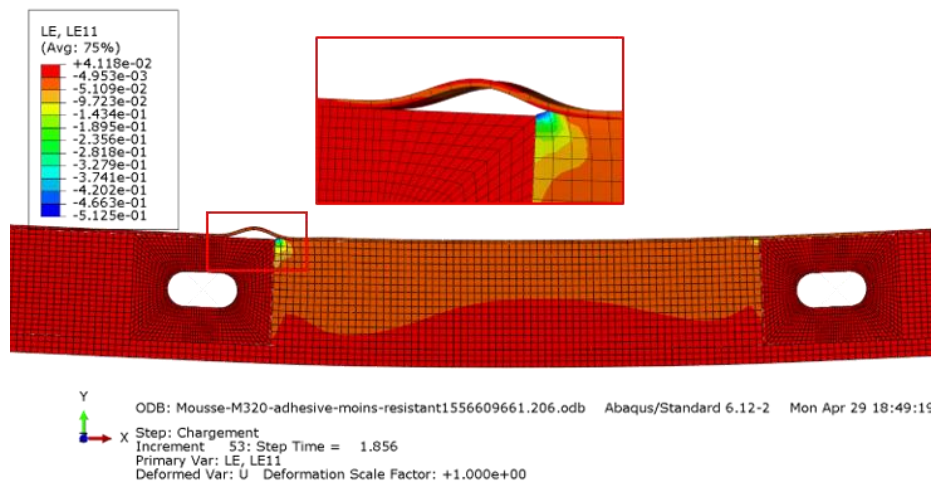 LE, LE11
(Avg: 75%)
+4.118e-02
-4.953e-03
-5.109e-02
-9.723e-02
-1.434e-01
-1.895e-01
-2.356e-01
-2.818e-01
-3.279e-01
-3.741e-01
-4.202e-01
-4.663e-01
-5.125e-01
Y
X
ODB: Mousse-M320-adhesive-moins-resistant1556609661.206.odb Abaqus/Standard 6.12-2 Mon Apr 29 18:49:19
Step: Chargement
Increment 53: Step Time = 1.856
Primary Var: LE, LE11
Deformed Var: U Deformation Scale Factor: +1.000e+00